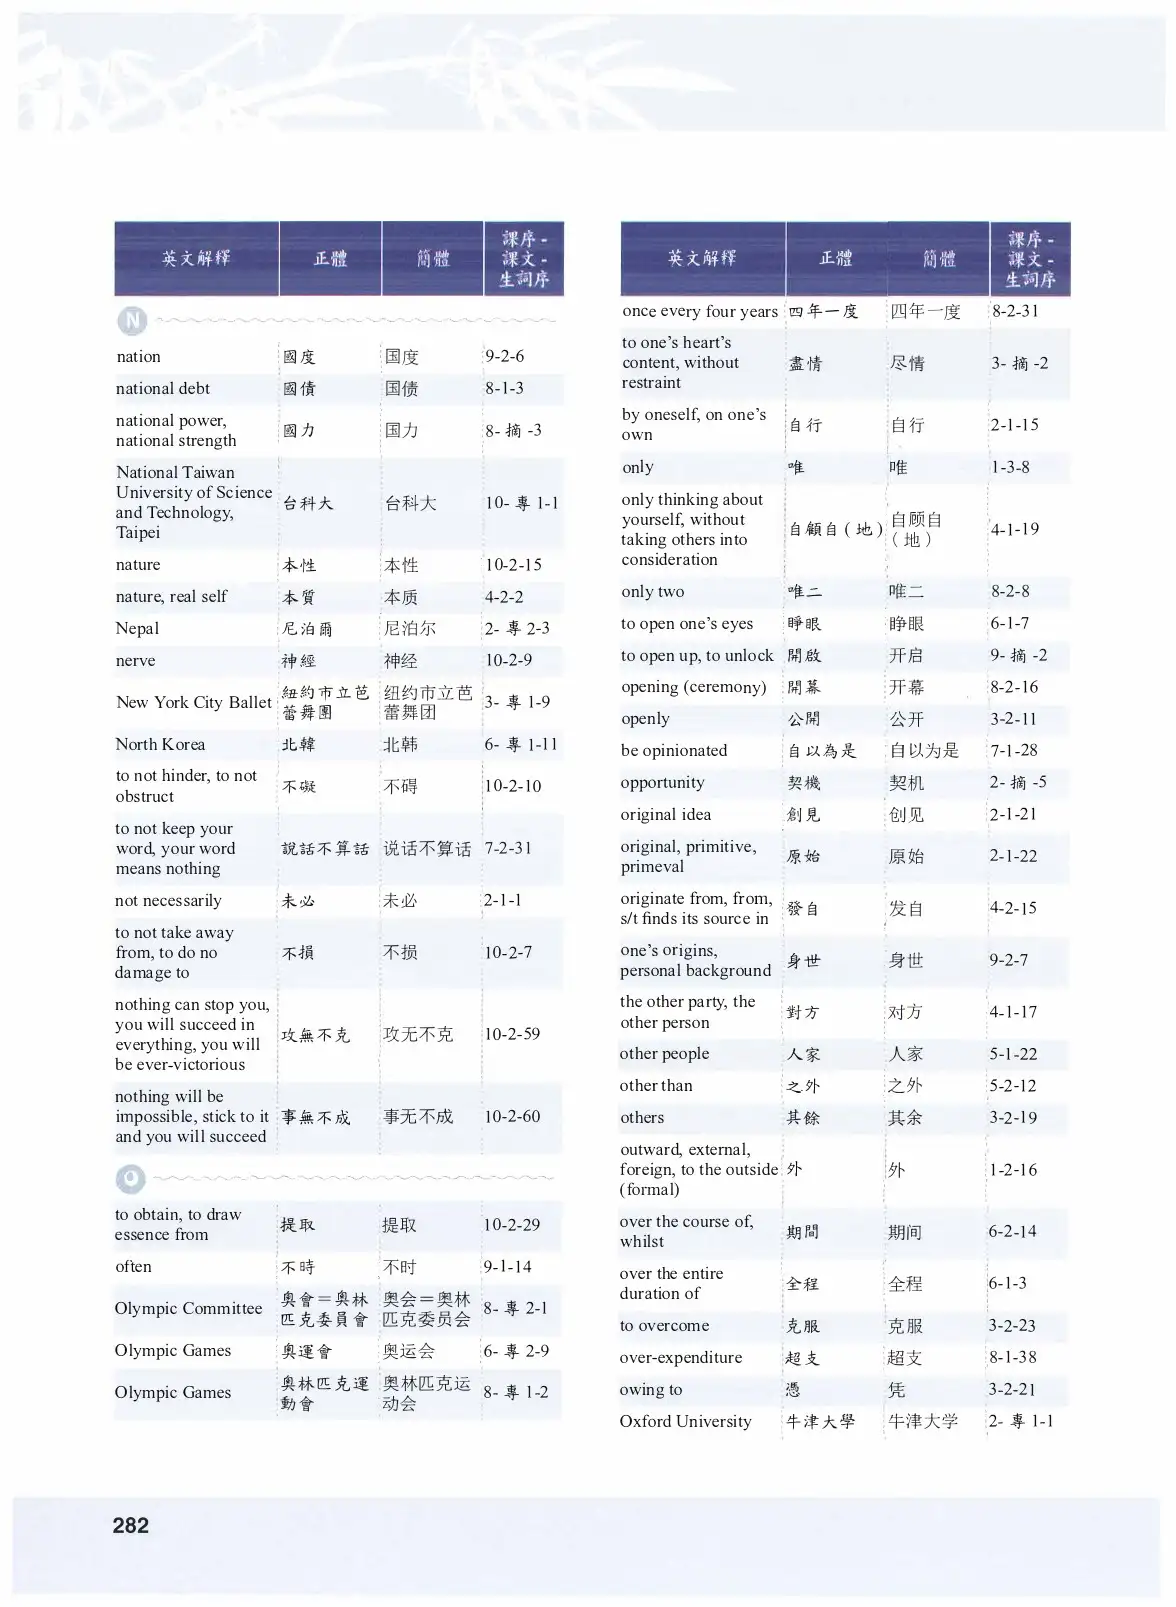 英文解釋 正體 簡體 課序 -
課文 -
生詞序
N
nation 國度 国度 9-2-6
national debt 國債 国债 8-1-3
national power,
national strength 國力 国力 8- 摘 -3
National Taiwan
University of Science
and Technology,
Taipei 台科大 台科大 10- 專 1-1
nature 本性 本性 10-2-15
nature, real self 本質 本质 4-2-2
Nepal 尼泊爾 尼泊尔 2- 專 2-3
nerve 神經 神经 10-2-9
New York City Ballet 紐約市立芭 纽约市立芭 3- 專 1-9
蕾舞團 蕾舞团
North Korea 北韓 北韩 6- 專 1-11
to not hinder, to not
obstruct 不礙 不碍 10-2-10
to not keep your
word, your word
means nothing 說話不算話 说话不算话 7-2-31
not necessarily 未必 未必 2-1-1
to not take away
from, to do no
damage to 不損 不损 10-2-7
nothing can stop you,
you will succeed in
everything, you will
be ever-victorious 攻無不克 攻无不克 10-2-59
nothing will be
impossible, stick to it
and you will succeed 事無不成 事无不成 10-2-60
O
to obtain, to draw
essence from 提取 提取 10-2-29
often 不時 不时 9-1-14
Olympic Committee 奧會＝奧林 奥会＝奥林 8- 專 2-1
匹克委員會 匹克委员会
Olympic Games 奧運會 奥运会 6- 專 2-9
Olympic Games 奧林匹克運 奥林匹克运 8- 專 1-2
動會 动会
英文解釋 正體 簡體 課序 -
課文 -
生詞序
once every four years 四年一度 四年一度 8-2-31
to one's heart's
content, without
restraint 盡情 尽情 3- 摘 -2
by oneself, on one's
own 自行 自行 2-1-15
only 唯 唯 1-3-8
only thinking about
yourself, without
taking others into
consideration 自顧自 ( 地 ) 自顾自
( 地 ) 4-1-19
only two 唯二 唯二 8-2-8
to open one's eyes 睜眼 睁眼 6-1-7
to open up, to unlock 開啟 开启 9- 摘 -2
opening (ceremony) 開幕 开幕 8-2-16
openly 公開 公开 3-2-11
be opinionated 自以為是 自以为是 7-1-28
opportunity 契機 契机 2- 摘 -5
original idea 創見 创见 2-1-21
original, primitive,
primeval 原始 原始 2-1-22
originate from, from,
s/t finds its source in 發自 发自 4-2-15
one's origins,
personal background 身世 身世 9-2-7
the other party, the
other person 對方 对方 4-1-17
other people 人家 人家 5-1-22
other than 之外 之外 5-2-12
others 其餘 其余 3-2-19
outward, external,
foreign, to the outside
(formal) 外 外 1-2-16
over the course of,
whilst 期間 期间 6-2-14
over the entire
duration of 全程 全程 6-1-3
to overcome 克服 克服 3-2-23
over-expenditure 超支 超支 8-1-38
owing to 憑 凭 3-2-21
Oxford University 牛津大學 牛津大学 2- 專 1-1
282